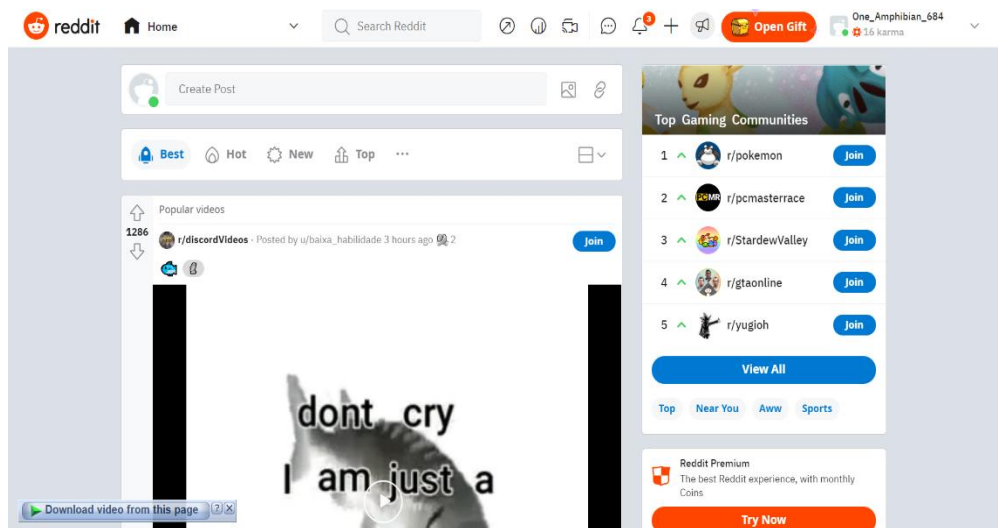 reddit
Home
Search Reddit
3
Open Gift
One_Amphibian_684
16 karma
Create Post
Best
Hot
New
Top
Popular videos
1286
r/discordVideos · Posted by u/baixa_habilidade 3 hours ago 2
Join
dont cry
I am just a
Top Gaming Communities
1 r/pokemon Join
2 PCMR r/pcmasterrace Join
3 r/StardewValley Join
4 r/gtaonline Join
5 r/yugioh Join
View All
Top Near You Aww Sports
Reddit Premium
The best Reddit experience, with monthly
Coins
Try Now
Download video from this page ? X